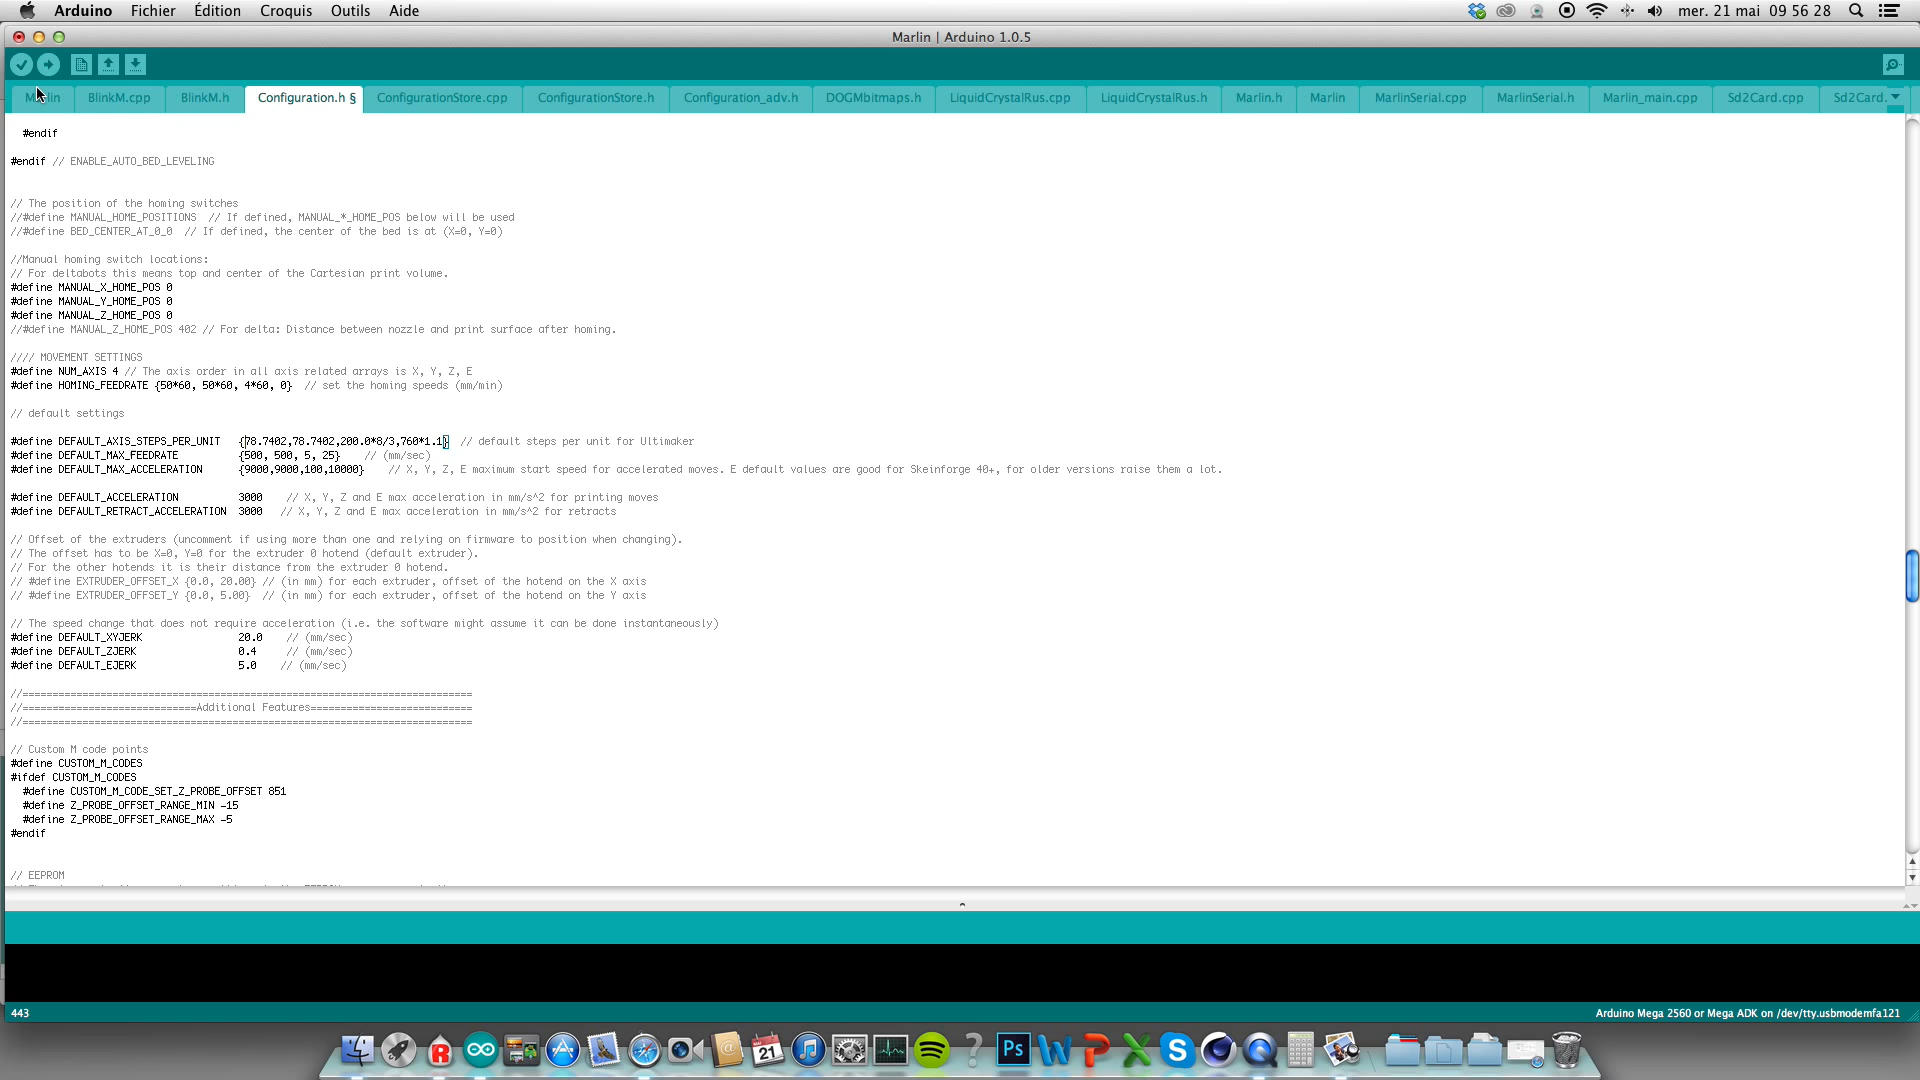 Arduino Fichier Édition Croquis Outils Aide mer. 21 mai 09 56 28
Marlin | Arduino 1.0.5
BlinkM.cpp BlinkM.h Configuration.h § ConfigurationStore.cpp ConfigurationStore.h Configuration_adv.h DOGMbitmaps.h LiquidCrystalRus.cpp LiquidCrystalRus.h Marlin.h Marlin MarlinSerial.cpp MarlinSerial.h Marlin_main.cpp Sd2Card.cpp Sd2Card.
#endif
#endif // ENABLE_AUTO_BED_LEVELING
// The position of the homing switches
//#define MANUAL_HOME_POSITIONS // If defined, MANUAL_*_HOME_POS below will be used
//#define BED_CENTER_AT_0_0 // If defined, the center of the bed is at (X=0, Y=0)
//Manual homing switch locations:
// For deltabots this means top and center of the Cartesian print volume.
#define MANUAL_X_HOME_POS 0
#define MANUAL_Y_HOME_POS 0
#define MANUAL_Z_HOME_POS 0
//#define MANUAL_Z_HOME_POS 402 // For delta: Distance between nozzle and print surface after homing.
//// MOVEMENT SETTINGS
#define NUM_AXIS 4 // The axis order in all axis related arrays is X, Y, Z, E
#define HOMING_FEEDRATE {50*60, 50*60, 4*60, 0} // set the homing speeds (mm/min)
// default settings
#define DEFAULT_AXIS_STEPS_PER_UNIT {78.7402,78.7402,200.0*8/3,760*1.1} // default steps per unit for Ultimaker
#define DEFAULT_MAX_FEEDRATE {500, 500, 5, 25} // (mm/sec)
#define DEFAULT_MAX_ACCELERATION {9000,9000,100,10000} // X, Y, Z, E maximum start speed for accelerated moves. E default values are good for Skeinforge 40+, for older versions raise them a lot.
#define DEFAULT_ACCELERATION 3000 // X, Y, Z and E max acceleration in mm/s^2 for printing moves
#define DEFAULT_RETRACT_ACCELERATION 3000 // X, Y, Z and E max acceleration in mm/s^2 for retracts
// Offset of the extruders (uncomment if using more than one and relying on firmware to position when changing).
// The offset has to be X=0, Y=0 for the extruder 0 hotend (default extruder).
// For the other hotends it is their distance from the extruder 0 hotend.
// #define EXTRUDER_OFFSET_X {0.0, 20.00} // (in mm) for each extruder, offset of the hotend on the X axis
// #define EXTRUDER_OFFSET_Y {0.0, 5.00} // (in mm) for each extruder, offset of the hotend on the Y axis
// The speed change that does not require acceleration (i.e. the software might assume it can be done instantaneously)
#define DEFAULT_XYJERK 20.0 // (mm/sec)
#define DEFAULT_ZJERK 0.4 // (mm/sec)
#define DEFAULT_EJERK 5.0 // (mm/sec)
//===========================================================================
//=============================Additional Features===========================
//===========================================================================
// Custom M code points
#define CUSTOM_M_CODES
#ifdef CUSTOM_M_CODES
#define CUSTOM_M_CODE_SET_Z_PROBE_OFFSET 851
#define Z_PROBE_OFFSET_RANGE_MIN -15
#define Z_PROBE_OFFSET_RANGE_MAX -5
#endif
// EEPROM
443 Arduino Mega 2560 or Mega ADK on /dev/tty.usbmodemfa121
21 Ps